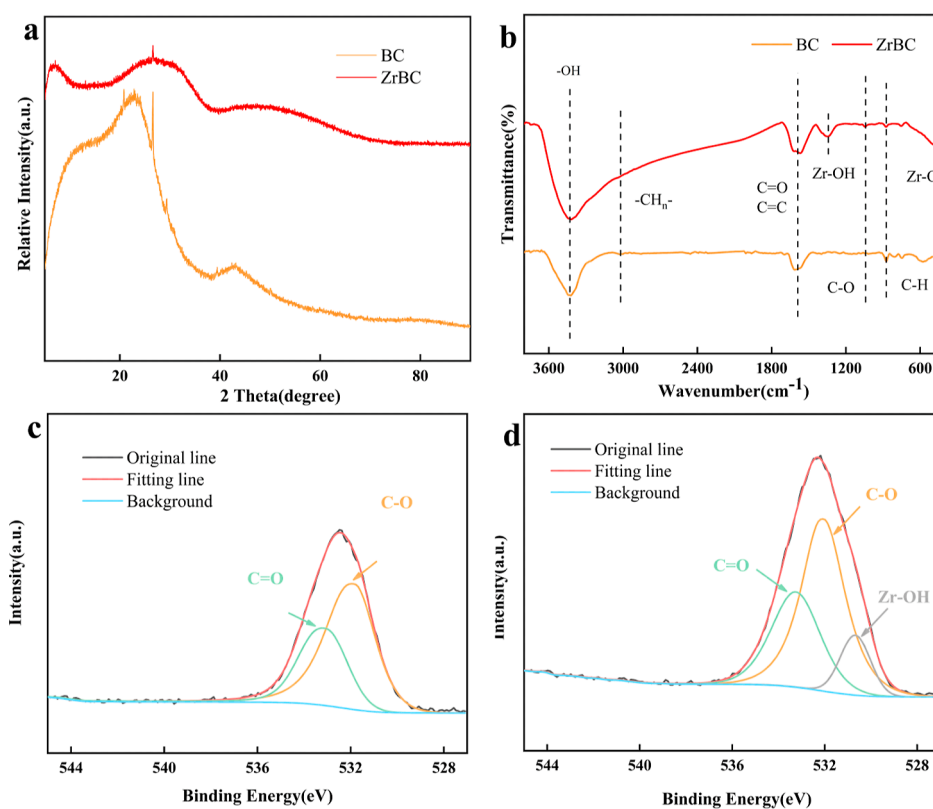 a
BC
ZrBC
Relative Intensity(a.u.)
20
40
60
80
2 Theta(degree)
b
BC
ZrBC
-OH
-CHn-
C=O
C=C
Zr-OH
Zr-O
C-O
C-H
Transmittance(%)
3600
3000
1800
1200
600
Wavenumber(cm-1)
c
Original line
Fitting line
Background
C-O
C=O
Intensity(a.u.)
544
540
536
532
528
Binding Energy(eV)
d
Original line
Fitting line
Background
C-O
C=O
Zr-OH
Intensity(a.u.)
544
540
536
532
528
Binding Energy(eV)